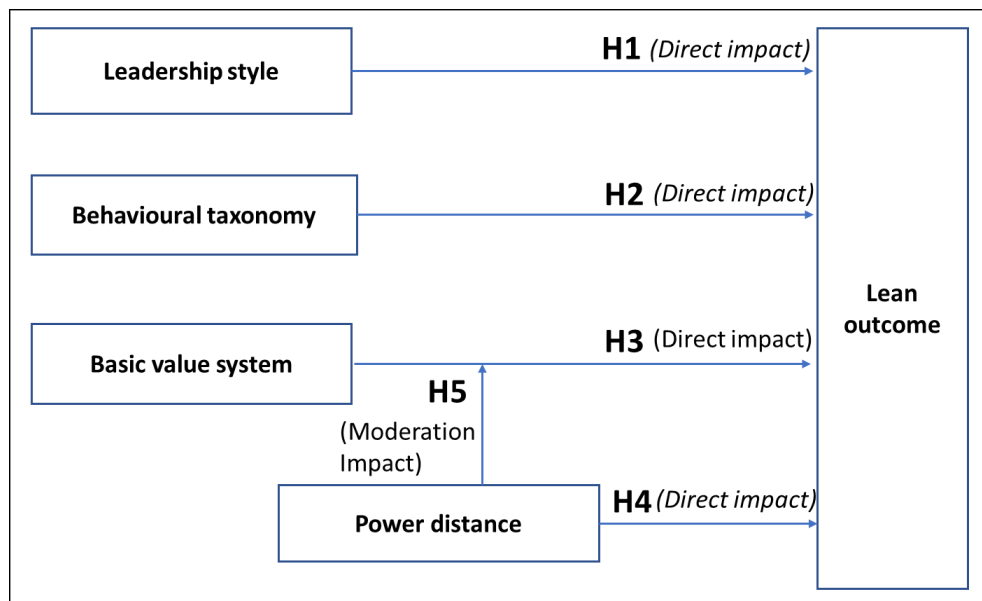 Leadership style
H1 (Direct impact)
Behavioural taxonomy
H2 (Direct impact)
Basic value system
H3 (Direct impact)
Lean
outcome
H5
(Moderation
Impact)
Power distance
H4 (Direct impact)